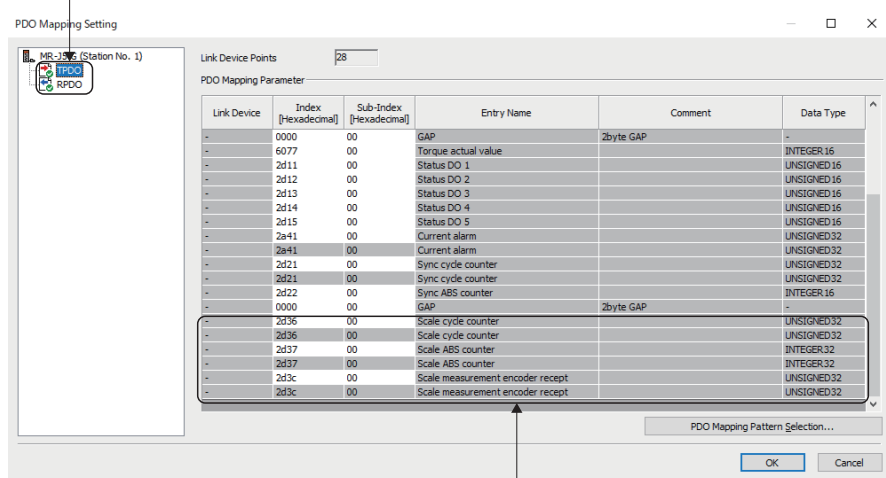 PDO Mapping Setting
MR-J5-G (Station No. 1)
TPDO
RPDO
Link Device Points 28
PDO Mapping Parameter
Link Device Index [Hexadecimal] Sub-Index [Hexadecimal] Entry Name Comment Data Type
- 0000 00 GAP 2byte GAP -
- 6077 00 Torque actual value INTEGER16
- 2d11 00 Status DO 1 UNSIGNED16
- 2d12 00 Status DO 2 UNSIGNED16
- 2d13 00 Status DO 3 UNSIGNED16
- 2d14 00 Status DO 4 UNSIGNED16
- 2d15 00 Status DO 5 UNSIGNED16
- 2a41 00 Current alarm UNSIGNED32
- 2a41 00 Current alarm UNSIGNED32
- 2d21 00 Sync cycle counter UNSIGNED32
- 2d21 00 Sync cycle counter UNSIGNED32
- 2d22 00 Sync ABS counter INTEGER16
- 0000 00 GAP 2byte GAP -
- 2d36 00 Scale cycle counter UNSIGNED32
- 2d36 00 Scale cycle counter UNSIGNED32
- 2d37 00 Scale ABS counter INTEGER32
- 2d37 00 Scale ABS counter INTEGER32
- 2d3c 00 Scale measurement encoder recept UNSIGNED32
- 2d3c 00 Scale measurement encoder recept UNSIGNED32
PDO Mapping Pattern Selection...
OK Cancel